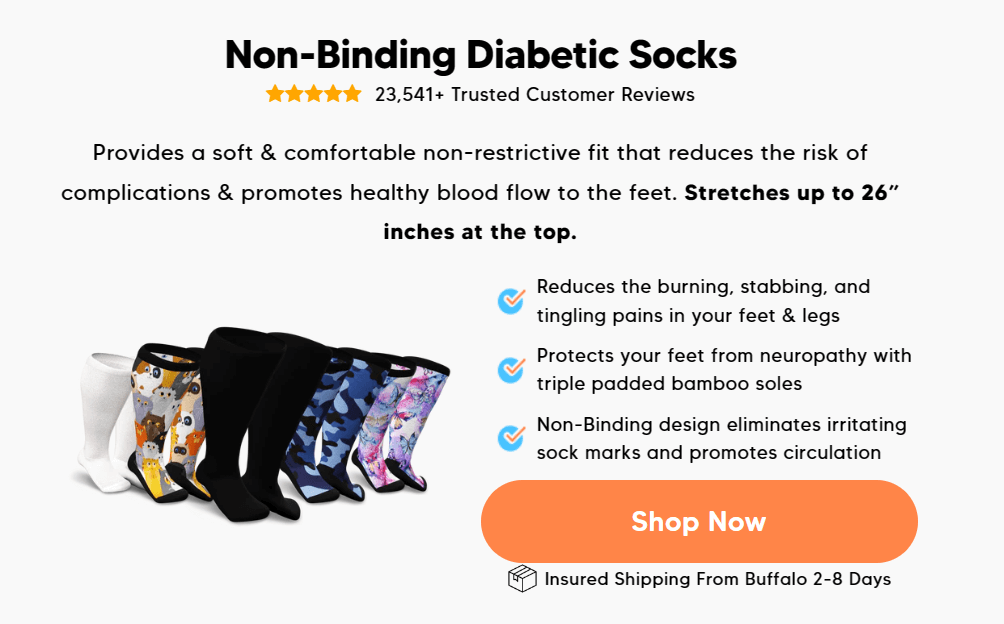 Non-Binding Diabetic Socks
23,541+ Trusted Customer Reviews
Provides a soft & comfortable non-restrictive fit that reduces the risk of
complications & promotes healthy blood flow to the feet. Stretches up to 26”
inches at the top.
Reduces the burning, stabbing, and
tingling pains in your feet & legs
Protects your feet from neuropathy with
triple padded bamboo soles
Non-Binding design eliminates irritating
sock marks and promotes circulation
Shop Now
Insured Shipping From Buffalo 2-8 Days